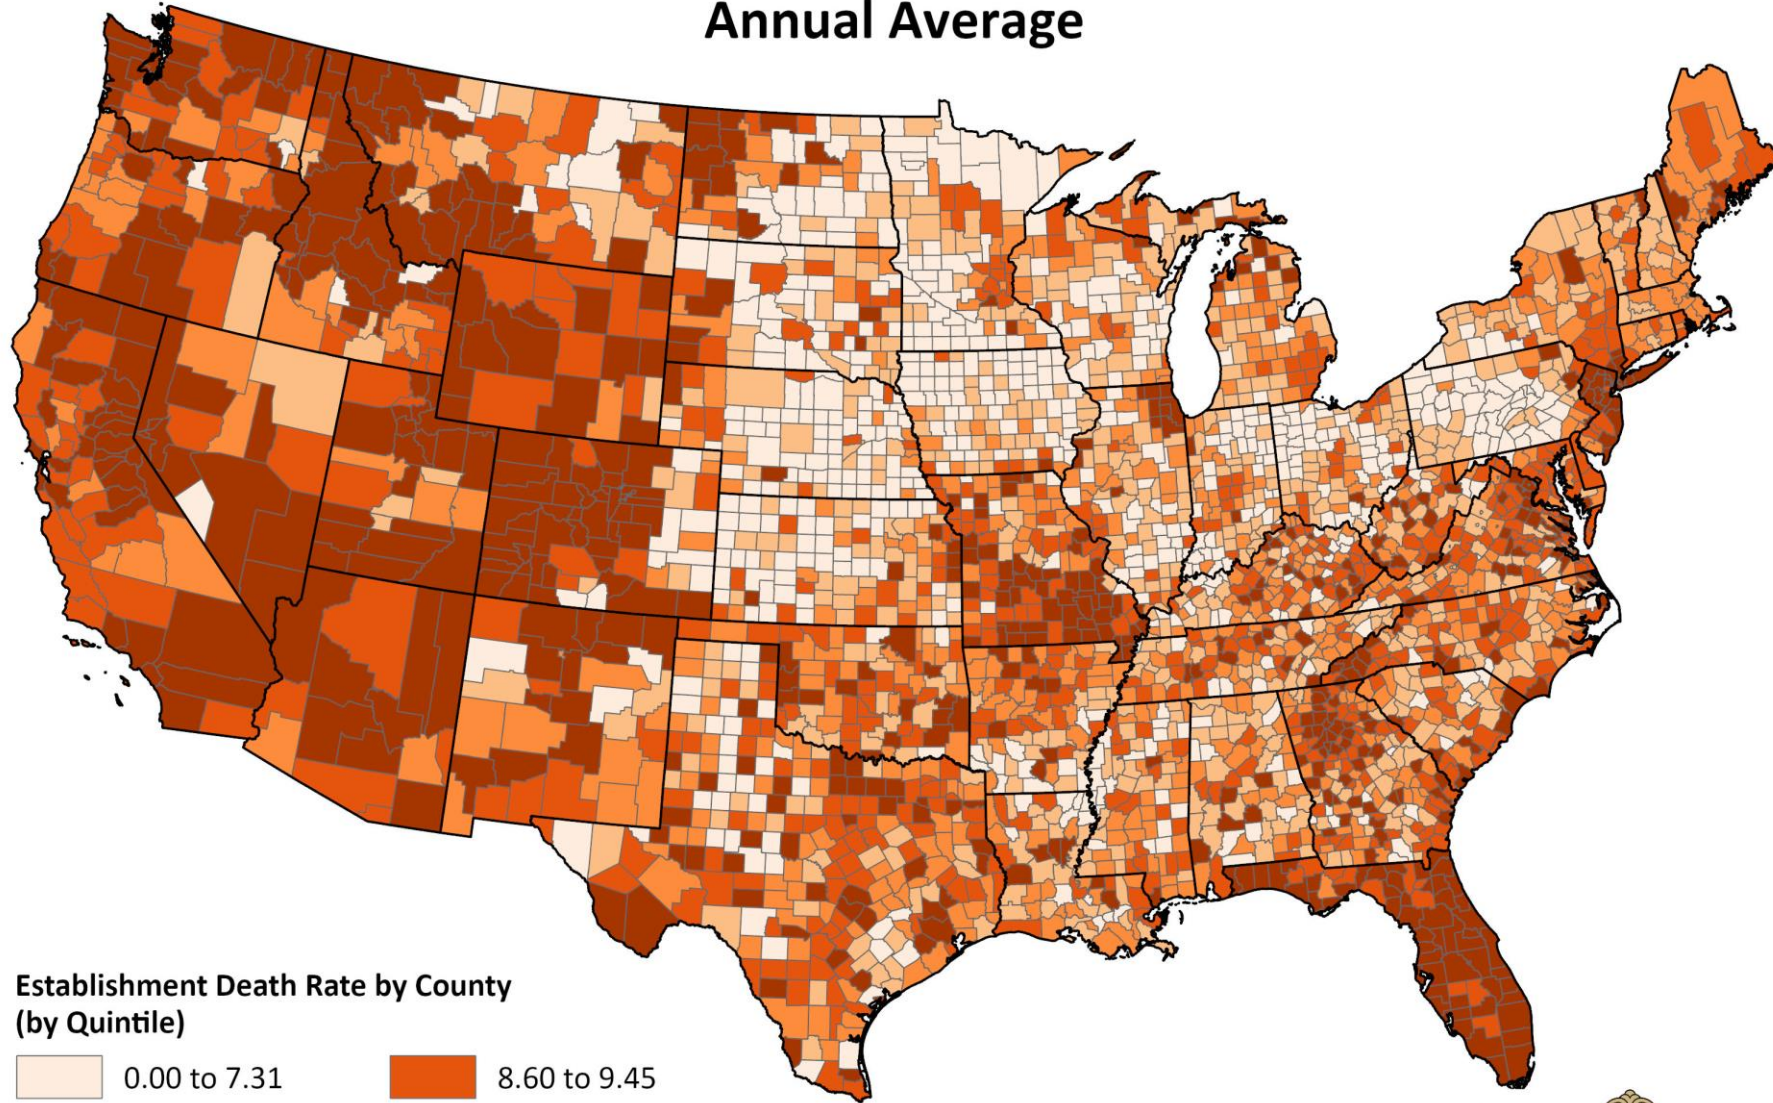 Annual Average
Establishment Death Rate by County
(by Quintile)
0.00 to 7.31
8.60 to 9.45